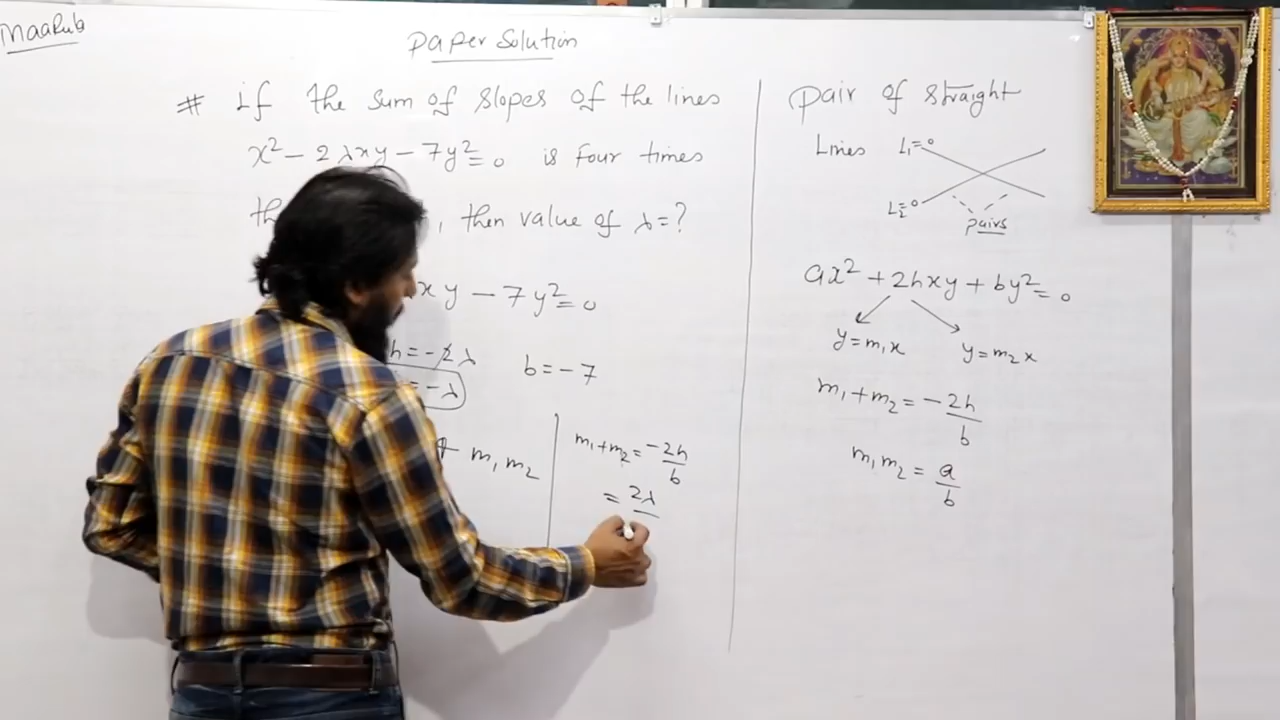 MaaRub
Paper Solution
# If the sum of slopes of the lines
x² - 2λxy - 7y² = 0 is four times
, then value of λ = ?
xy - 7y² = 0
h = -2λ b = -7
= -λ
m₁m₂
m₁+m₂ = -2h/b
= 2λ
pair of straight
Lines L₁=0
L₂=0
pairs
ax² + 2hxy + by² = 0
y = m₁x y = m₂x
m₁+m₂ = -2h/b
m₁m₂ = a/b